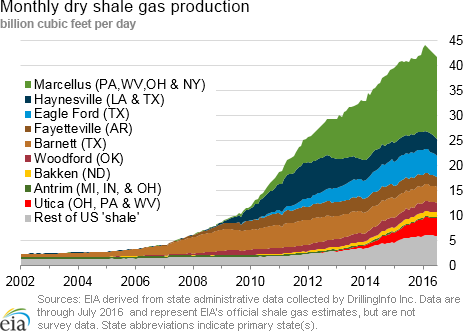 Monthly dry shale gas production
billion cubic feet per day
Marcellus (PA,WV,OH & NY)
Haynesville (LA & TX)
Eagle Ford (TX)
Fayetteville (AR)
Barnett (TX)
Woodford (OK)
Bakken (ND)
Antrim (MI, IN, & OH)
Utica (OH, PA & WV)
Rest of US 'shale'
45
40
35
30
25
20
15
10
5
0
2002 2004 2006 2008 2010 2012 2014 2016
Sources: EIA derived from state administrative data collected by DrillingInfo Inc. Data are
through July 2016 and represent EIA's official shale gas estimates, but are not
survey data. State abbreviations indicate primary state(s).
eia